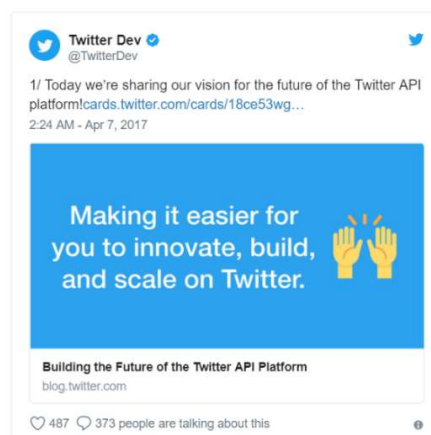 Twitter Dev
@TwitterDev
1/ Today we're sharing our vision for the future of the Twitter API
platform!cards.twitter.com/cards/18ce53wg…
2:24 AM - Apr 7, 2017
Making it easier for
you to innovate, build,
and scale on Twitter.
Building the Future of the Twitter API Platform
blog.twitter.com
487 373 people are talking about this